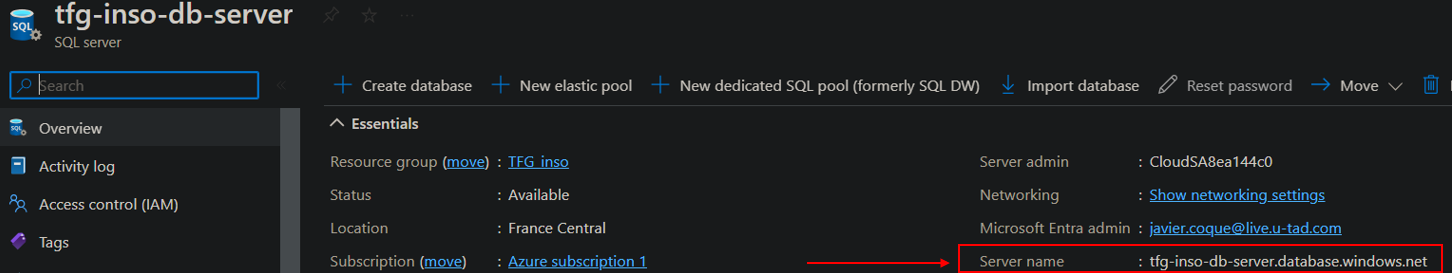 tfg-inso-db-server
SQL
SQL server
Search
Create database
New elastic pool
New dedicated SQL pool (formerly SQL DW)
Import database
Reset password
Move
Overview
Activity log
Access control (IAM)
Tags
Essentials
Resource group (move) : TFG_inso
Status : Available
Location : France Central
Subscription (move) : Azure subscription 1
Server admin : CloudSA8ea144c0
Networking : Show networking settings
Microsoft Entra admin : javier.coque@live.u-tad.com
Server name : tfg-inso-db-server.database.windows.net